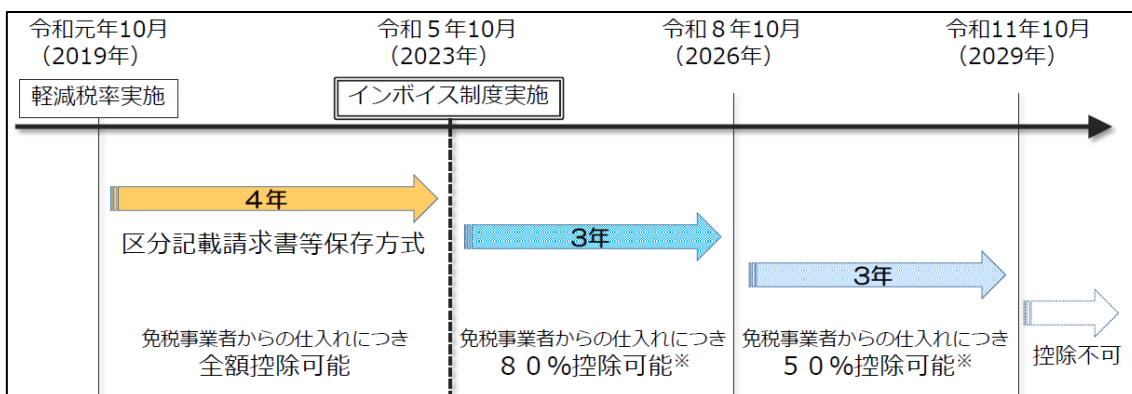 令和元年10月
（2019年）
令和５年10月
（2023年）
令和８年10月
（2026年）
令和11年10月
（2029年）
軽減税率実施
インボイス制度実施
４年
区分記載請求書等保存方式
3年
3年
免税事業者からの仕入れにつき
全額控除可能
免税事業者からの仕入れにつき
８０％控除可能※
免税事業者からの仕入れにつき
５０％控除可能※
控除不可